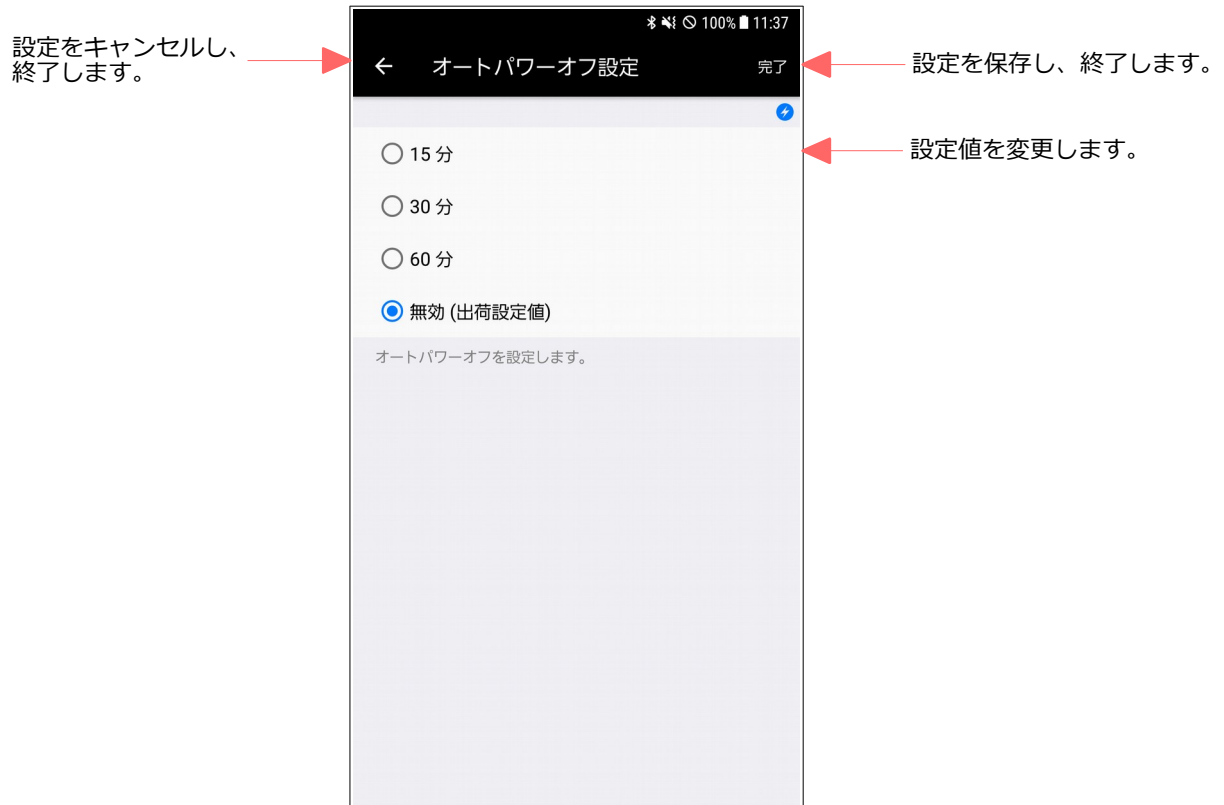 設定をキャンセルし、
終了します。
100% 11:37
オートパワーオフ設定
完了
設定を保存し、終了します。
設定値を変更します。
15 分
30 分
60 分
無効 (出荷設定値)
オートパワーオフを設定します。